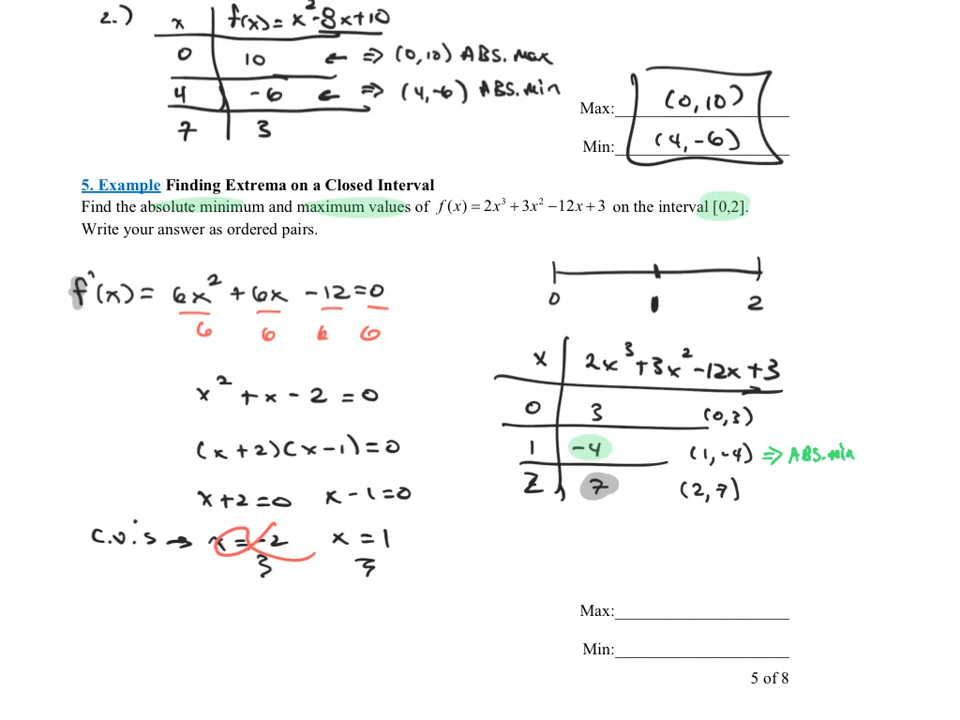 2.) x | f(x) = x² - 8x + 10
0 | 10 ← ⇒ (0,10) ABS. Max
4 | -6 ← ⇒ (4,-6) ABS. Min
7 | 3
Max: (0,10)
Min: (4,-6)
5. Example Finding Extrema on a Closed Interval
Find the absolute minimum and maximum values of f(x) = 2x³ + 3x² − 12x + 3 on the interval [0,2].
Write your answer as ordered pairs.
f'(x) = 6x² + 6x - 12 = 0
6 6 6 6
x² + x - 2 = 0
(x + 2)(x - 1) = 0
x + 2 = 0 x - 1 = 0
C.V.'s → x = -2 x = 1
3 3
0 1 2
x | 2x³ + 3x² - 12x + 3
0 | 3 (0,3)
1 | -4 (1,-4) ⇒ ABS. min
2 | 7 (2,7]
Max:
Min:
5 of 8